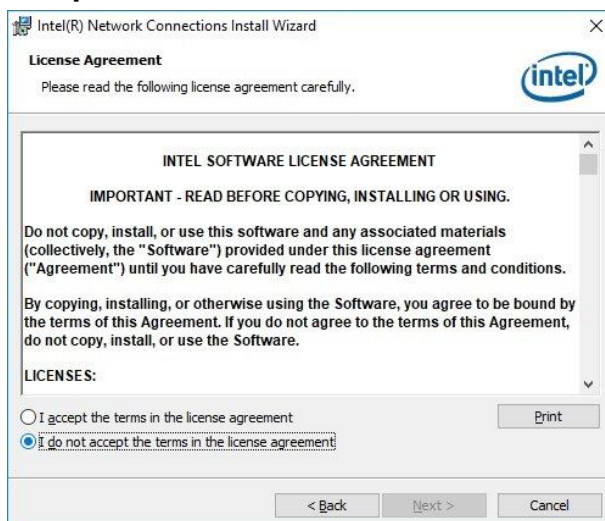 Intel(R) Network Connections Install Wizard
License Agreement
Please read the following license agreement carefully.
intel
INTEL SOFTWARE LICENSE AGREEMENT
IMPORTANT - READ BEFORE COPYING, INSTALLING OR USING.
Do not copy, install, or use this software and any associated materials
(collectively, the "Software") provided under this license agreement
("Agreement") until you have carefully read the following terms and conditions.
By copying, installing, or otherwise using the Software, you agree to be bound by
the terms of this Agreement. If you do not agree to the terms of this Agreement,
do not copy, install, or use the Software.
LICENSES:
I accept the terms in the license agreement
Print
I do not accept the terms in the license agreement
< Back
Next >
Cancel